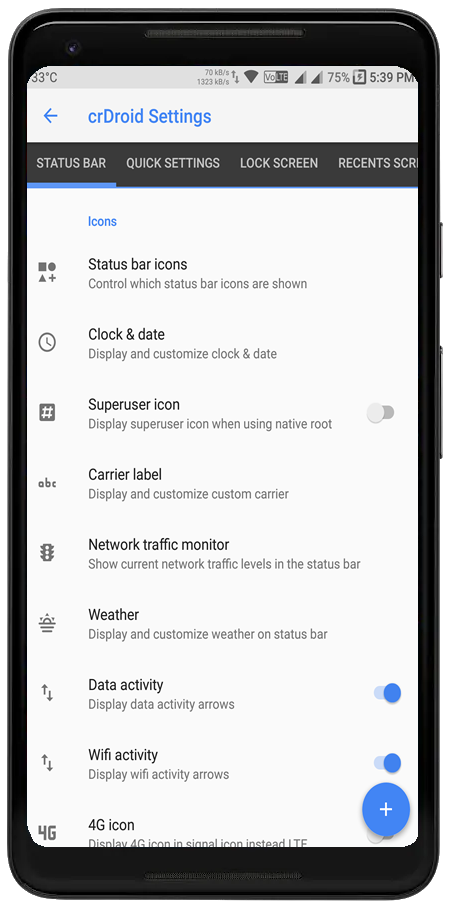 33°C 70 kB/s 1323 kB/s Vo LTE 75% 5:39 PM
crDroid Settings
STATUS BAR QUICK SETTINGS LOCK SCREEN RECENTS SCR
Icons
Status bar icons
Control which status bar icons are shown
Clock & date
Display and customize clock & date
Superuser icon
Display superuser icon when using native root
abc
Carrier label
Display and customize custom carrier
Network traffic monitor
Show current network traffic levels in the status bar
Weather
Display and customize weather on status bar
Data activity
Display data activity arrows
Wifi activity
Display wifi activity arrows
4G 4G icon
Display 4G icon in signal icon instead LTE